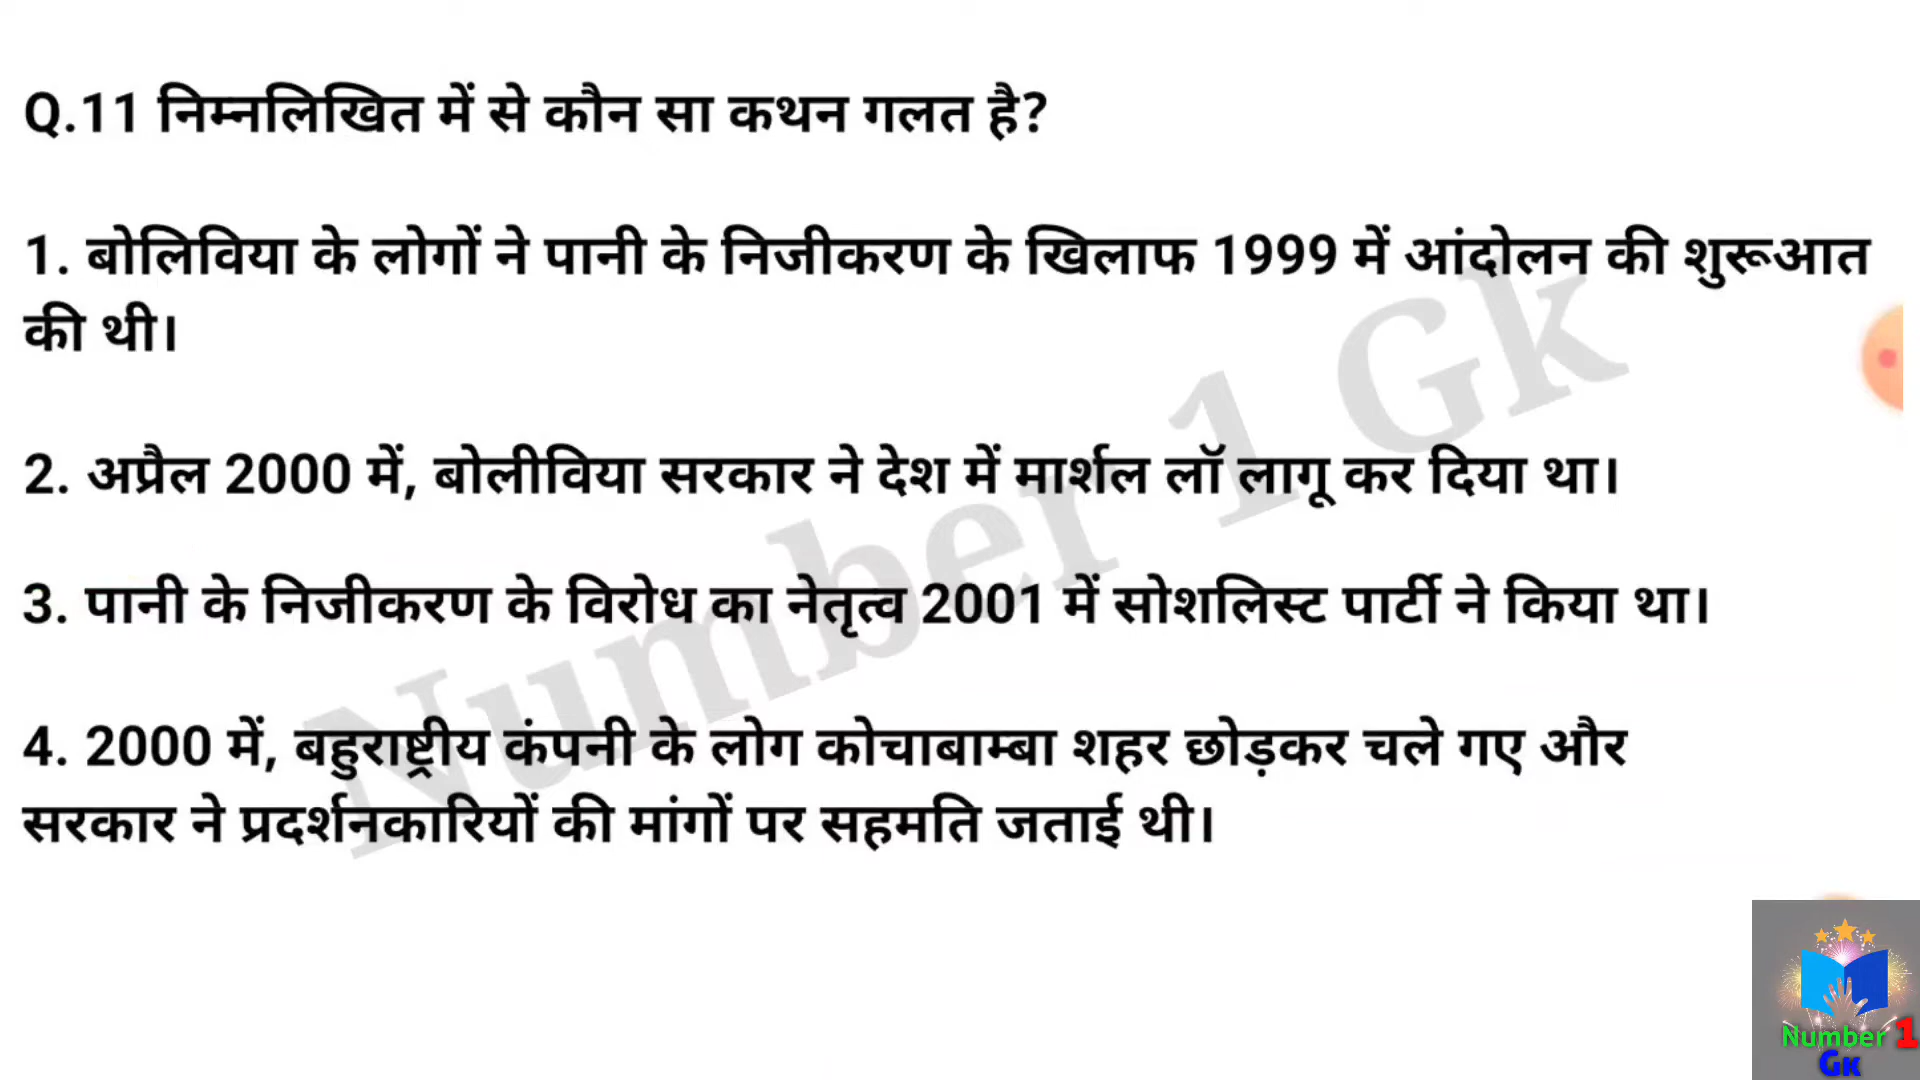 Q.11 निम्नलिखित में से कौन सा कथन गलत है?
1. बोलिविया के लोगों ने पानी के निजीकरण के खिलाफ 1999 में आंदोलन की शुरूआत
की थी।
2. अप्रैल 2000 में, बोलीविया सरकार ने देश में मार्शल लॉ लागू कर दिया था।
3. पानी के निजीकरण के विरोध का नेतृत्व 2001 में सोशलिस्ट पार्टी ने किया था।
4. 2000 में, बहुराष्ट्रीय कंपनी के लोग कोचाबाम्बा शहर छोड़कर चले गए और
सरकार ने प्रदर्शनकारियों की मांगों पर सहमति जताई थी।
Number 1 Gk
Number 1
GK